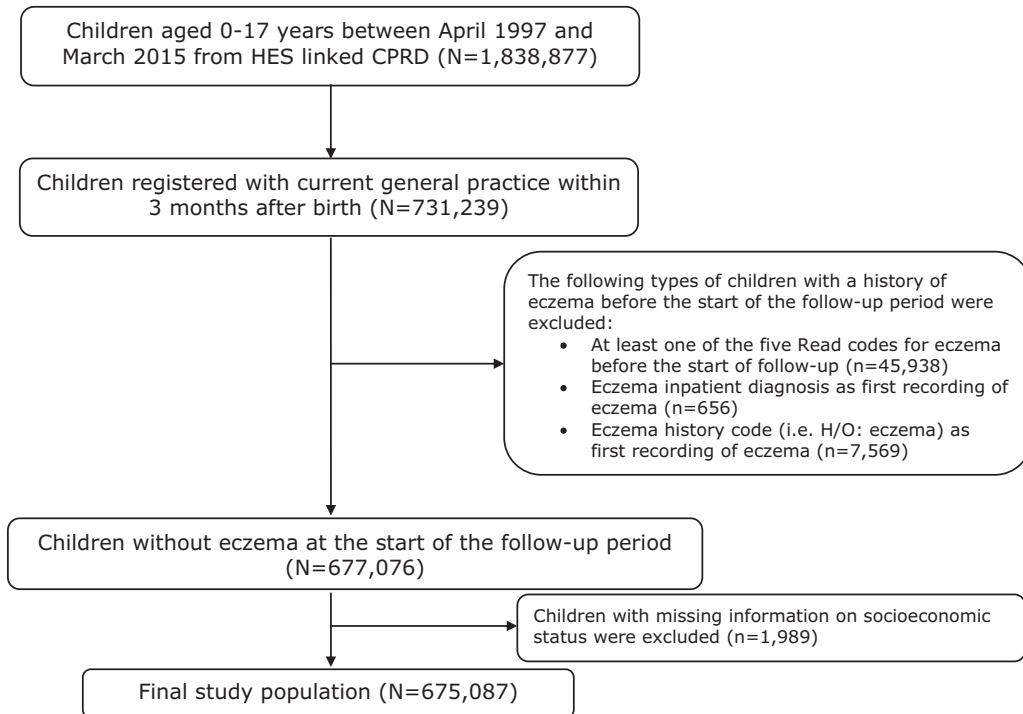 Children aged 0-17 years between April 1997 and
March 2015 from HES linked CPRD (N=1,838,877)
Children registered with current general practice within
3 months after birth (N=731,239)
The following types of children with a history of
eczema before the start of the follow-up period were
excluded:
• At least one of the five Read codes for eczema
before the start of follow-up (n=45,938)
• Eczema inpatient diagnosis as first recording of
eczema (n=656)
• Eczema history code (i.e. H/O: eczema) as
first recording of eczema (n=7,569)
Children without eczema at the start of the follow-up period
(N=677,076)
Children with missing information on socioeconomic
status were excluded (n=1,989)
Final study population (N=675,087)